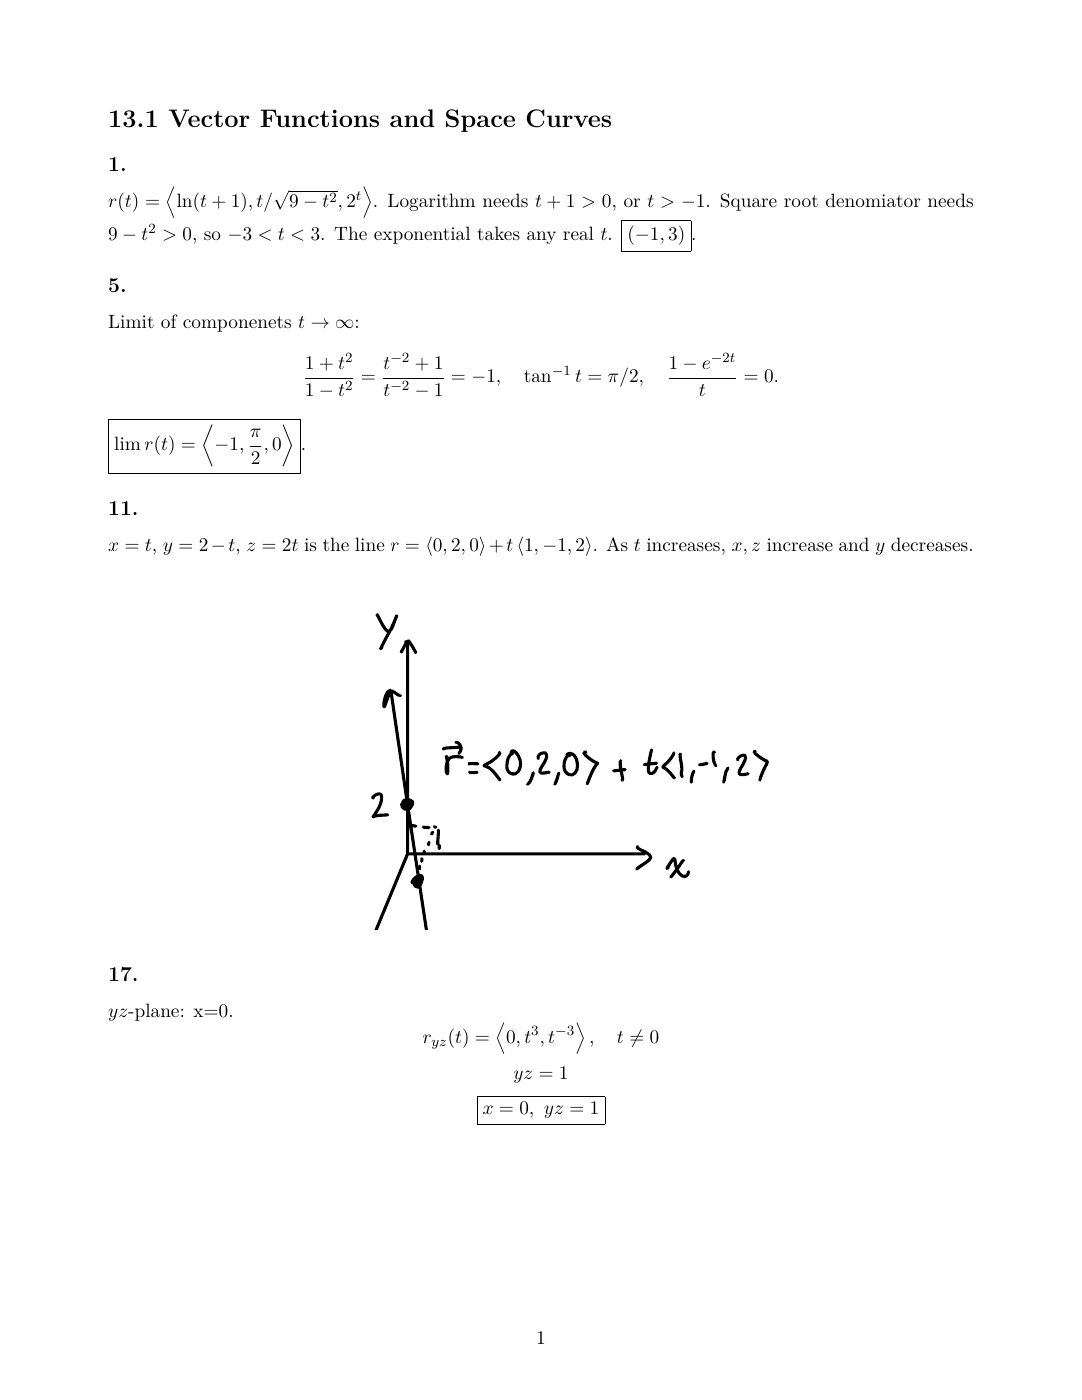 13.1 Vector Functions and Space Curves
1.
r(t) = ⟨ln(t + 1), t/√(9 − t²), 2ᵗ⟩. Logarithm needs t + 1 > 0, or t > −1. Square root denomiator needs
9 − t² > 0, so −3 < t < 3. The exponential takes any real t. (−1, 3).
5.
Limit of componenets t → ∞:
(1 + t²)/(1 − t²) = (t⁻² + 1)/(t⁻² − 1) = −1, tan⁻¹ t = π/2, (1 − e⁻²ᵗ)/t = 0.
lim r(t) = ⟨−1, π/2, 0⟩.
11.
x = t, y = 2 − t, z = 2t is the line r = ⟨0, 2, 0⟩ + t ⟨1, −1, 2⟩. As t increases, x, z increase and y decreases.
y
r⃗=<0,2,0> + t<1,-1,2>
2
1
x
17.
yz-plane: x=0.
r_yz(t) = ⟨0, t³, t⁻³⟩, t ≠ 0
yz = 1
x = 0, yz = 1
1